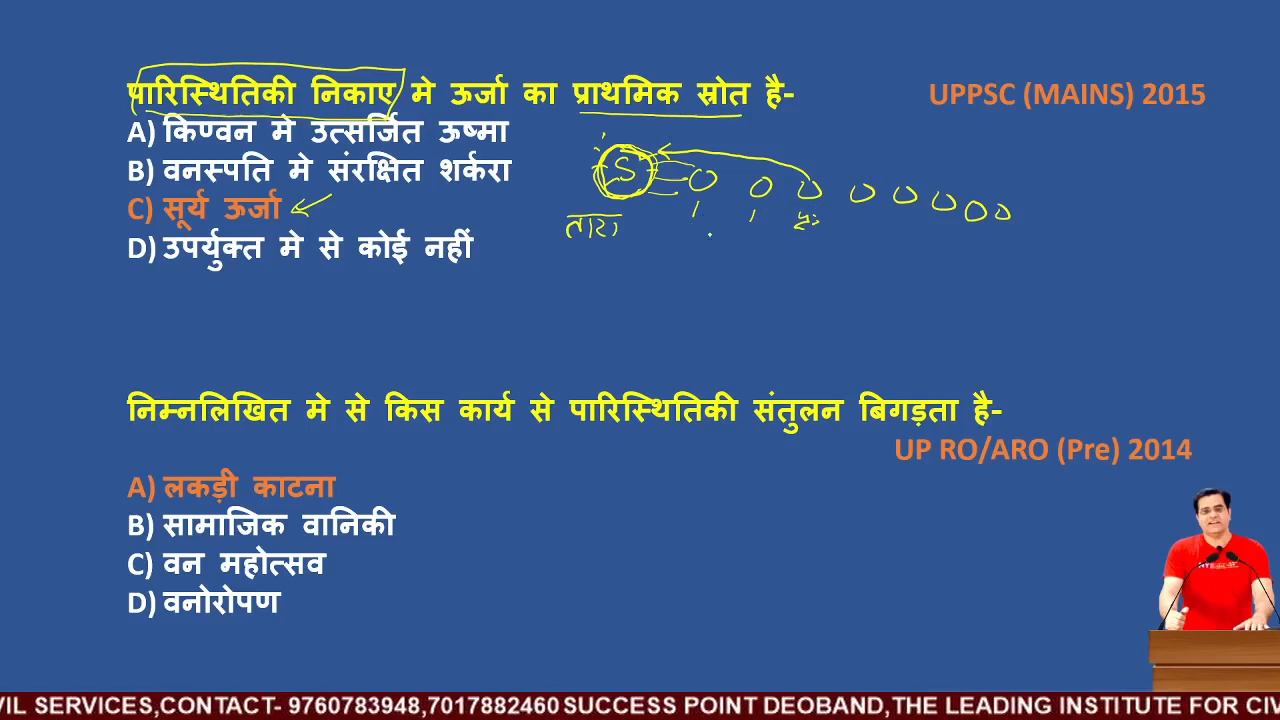 पारिस्थितिकी निकाए मे ऊर्जा का प्राथमिक स्रोत है-
UPPSC (MAINS) 2015
A) किण्वन मे उत्सर्जित ऊष्मा
B) वनस्पति मे संरक्षित शर्करा
C) सूर्य ऊर्जा
D) उपर्युक्त मे से कोई नहीं
S
तारा
निम्नलिखित मे से किस कार्य से पारिस्थितिकी संतुलन बिगड़ता है-
UP RO/ARO (Pre) 2014
A) लकड़ी काटना
B) सामाजिक वानिकी
C) वन महोत्सव
D) वनोरोपण
VIL SERVICES,CONTACT- 9760783948,7017882460 SUCCESS POINT DEOBAND,THE LEADING INSTITUTE FOR CIV